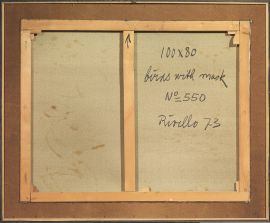 100x80
birds with mask
No 550
Rivello 73